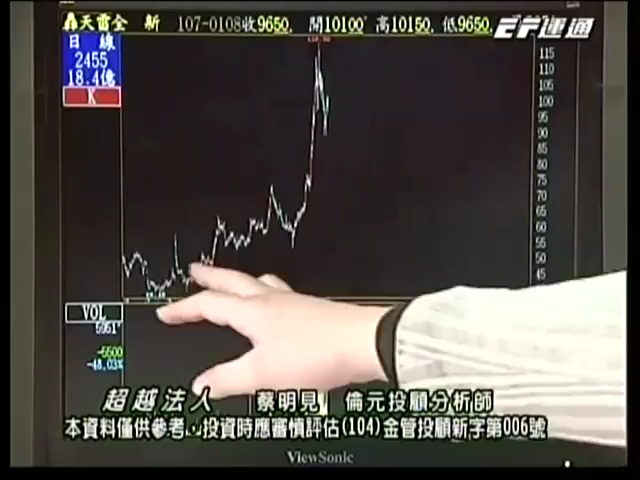 轟天雷全 新 107-0108收9650. 開10100 高10150. 低9650.
EF運通
日 線
2455
18.4億
K
115
110
105
100
95
90
85
80
75
70
65
60
55
50
45
VOL
5951
-5500
-48.03%
超越法人 蔡明見 倫元投顧分析師
本資料僅供參考,投資時應審慎評估(104)金管投顧新字第006號
ViewSonic